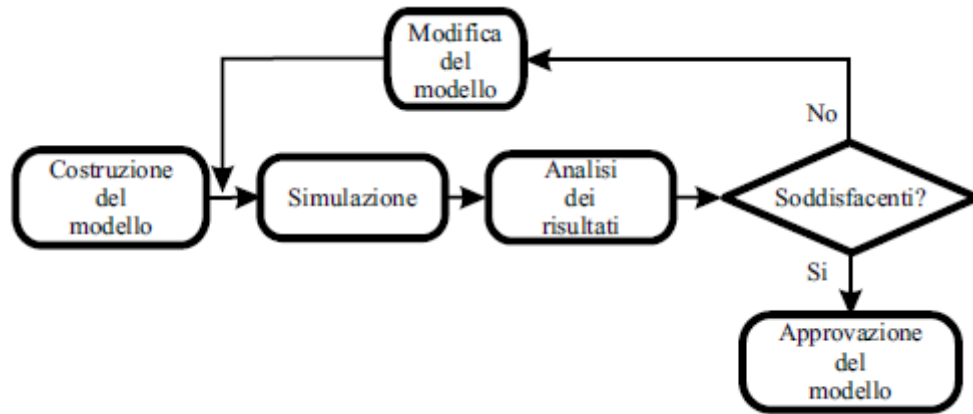 Modifica
del
modello
No
Costruzione
del
modello
Simulazione
Analisi
dei
risultati
Soddisfacenti?
Si
Approvazione
del
modello